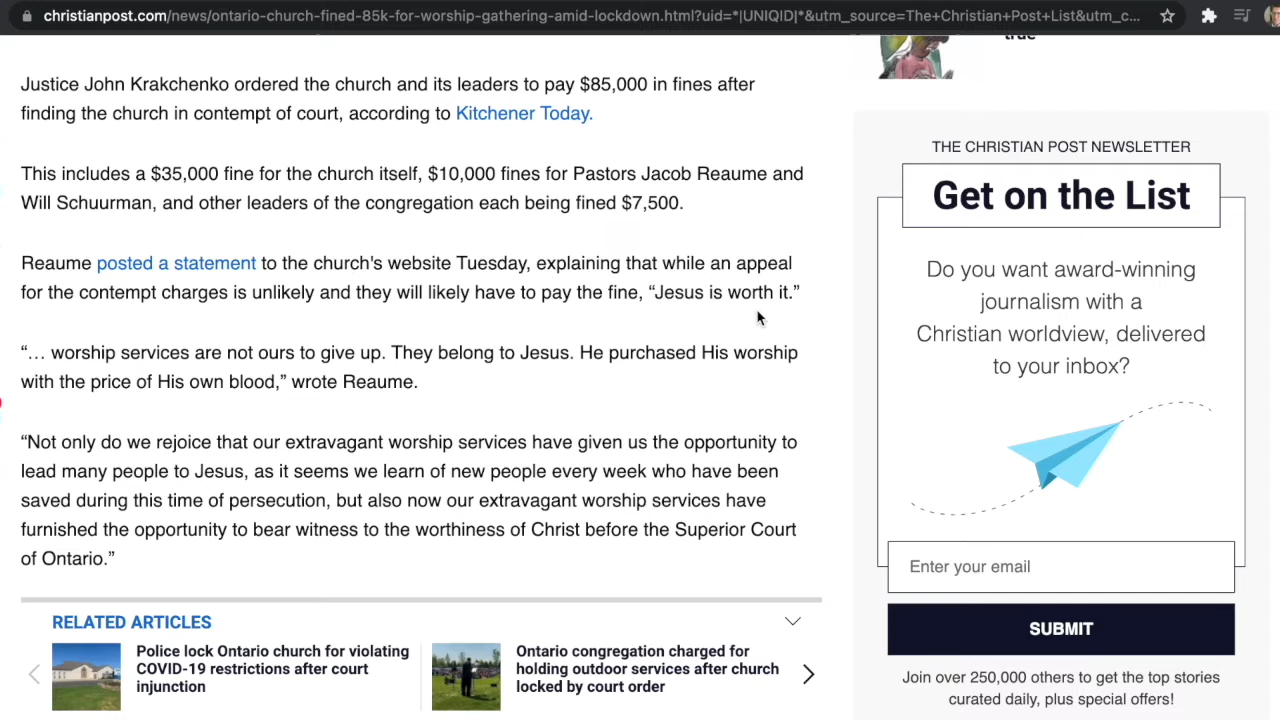 christianpost.com/news/ontario-church-fined-85k-for-worship-gathering-amid-lockdown.html?uid=*|UNIQID|*&utm_source=The+Christian+Post+List&utm_c...
true
Justice John Krakchenko ordered the church and its leaders to pay $85,000 in fines after
finding the church in contempt of court, according to Kitchener Today.
This includes a $35,000 fine for the church itself, $10,000 fines for Pastors Jacob Reaume and
Will Schuurman, and other leaders of the congregation each being fined $7,500.
Reaume posted a statement to the church's website Tuesday, explaining that while an appeal
for the contempt charges is unlikely and they will likely have to pay the fine, “Jesus is worth it.”
“… worship services are not ours to give up. They belong to Jesus. He purchased His worship
with the price of His own blood,” wrote Reaume.
“Not only do we rejoice that our extravagant worship services have given us the opportunity to
lead many people to Jesus, as it seems we learn of new people every week who have been
saved during this time of persecution, but also now our extravagant worship services have
furnished the opportunity to bear witness to the worthiness of Christ before the Superior Court
of Ontario.”
RELATED ARTICLES
Police lock Ontario church for violating
COVID-19 restrictions after court
injunction
Ontario congregation charged for
holding outdoor services after church
locked by court order
THE CHRISTIAN POST NEWSLETTER
Get on the List
Do you want award-winning
journalism with a
Christian worldview, delivered
to your inbox?
Enter your email
SUBMIT
Join over 250,000 others to get the top stories
curated daily, plus special offers!